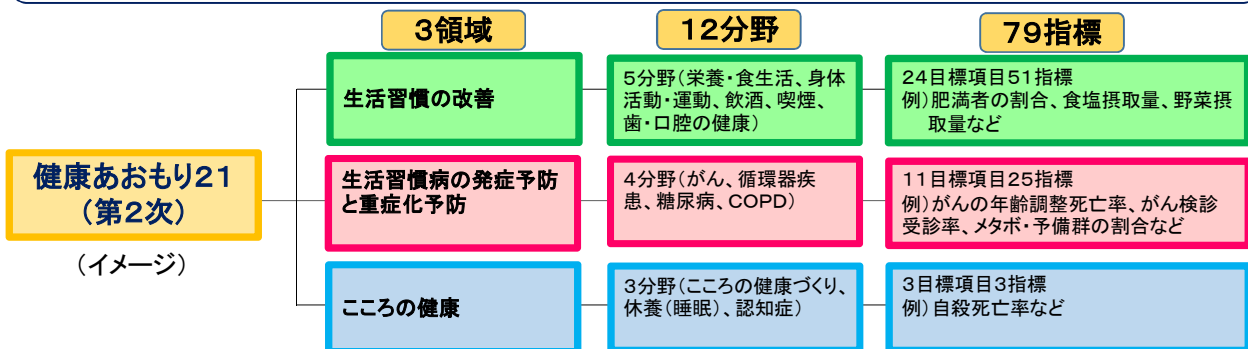 3領域
12分野
79指標
健康あおもり21
(第2次)
(イメージ)
生活習慣の改善
5分野(栄養・食生活、身体
活動・運動、飲酒、喫煙、
歯・口腔の健康)
24目標項目51指標
例)肥満者の割合、食塩摂取量、野菜摂
取量など
生活習慣病の発症予防
と重症化予防
4分野(がん、循環器疾
患、糖尿病、COPD)
11目標項目25指標
例)がんの年齢調整死亡率、がん検診
受診率、メタボ・予備群の割合など
こころの健康
3分野(こころの健康づくり、
休養(睡眠)、認知症)
3目標項目3指標
例)自殺死亡率など